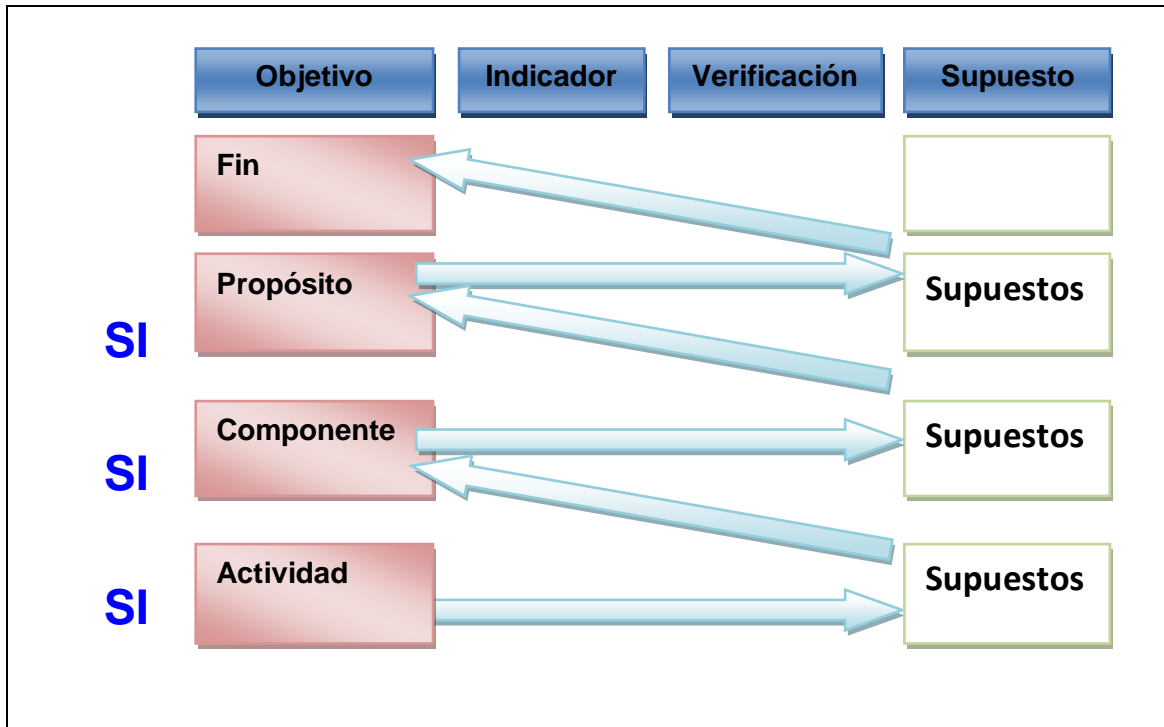 Objetivo Indicador Verificación Supuesto
Fin
Propósito Supuestos
SI
Componente Supuestos
SI
Actividad Supuestos
SI